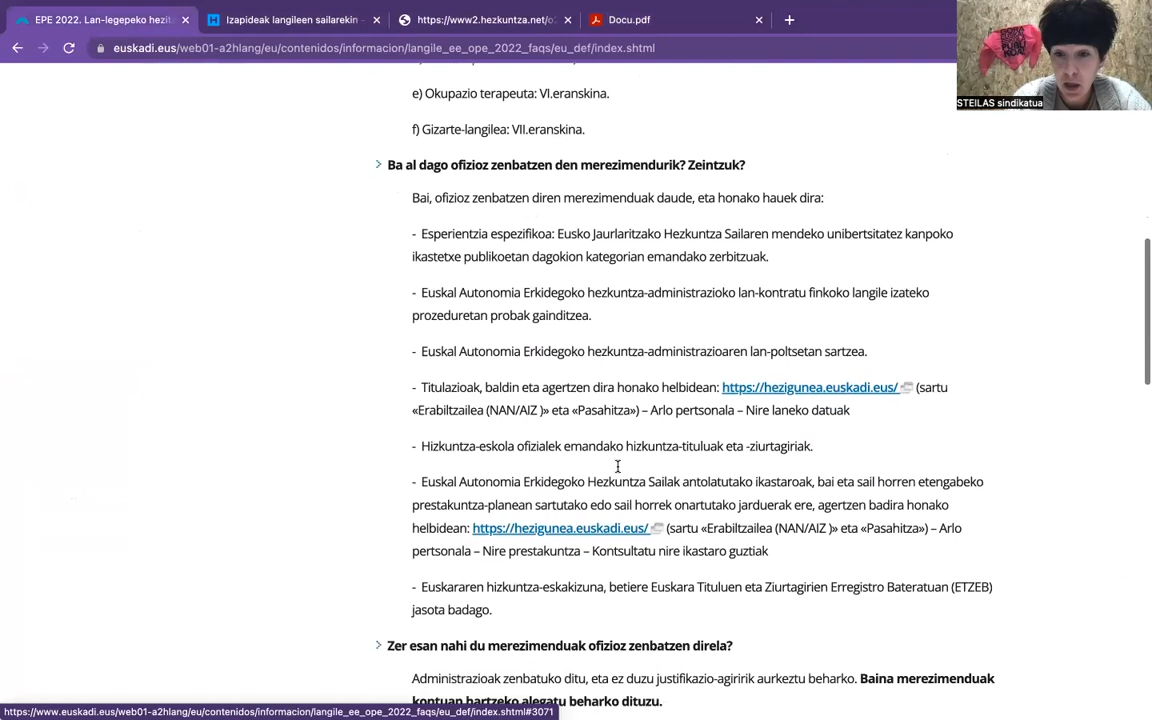 EPE 2022. Lan-legepeko hezit
Izapideak langileen sailarekin -
https://www2.hezkuntza.net/o
Docu.pdf
euskadi.eus/web01-a2hlang/eu/contenidos/informacion/langile_ee_ope_2022_faqs/eu_def/index.shtml
STEILAS sindikatua
e) Okupazio terapeuta: VI.eranskina.
f) Gizarte-langilea: VII.eranskina.
Ba al dago ofizioz zenbatzen den merezimendurik? Zeintzuk?
Bai, ofizioz zenbatzen diren merezimenduak daude, eta honako hauek dira:
- Esperientzia espezifikoa: Eusko Jaurlaritzako Hezkuntza Sailaren mendeko unibertsitatez kanpoko
ikastetxe publikoetan dagokion kategorian emandako zerbitzuak.
- Euskal Autonomia Erkidegoko hezkuntza-administrazioko lan-kontratu finkoko langile izateko
prozeduretan probak gainditzea.
- Euskal Autonomia Erkidegoko hezkuntza-administrazioaren lan-poltsetan sartzea.
- Titulazioak, baldin eta agertzen dira honako helbidean: https://hezigunea.euskadi.eus/ (sartu
«Erabiltzailea (NAN/AIZ )» eta «Pasahitza») – Arlo pertsonala – Nire laneko datuak
- Hizkuntza-eskola ofizialek emandako hizkuntza-tituluak eta -ziurtagiriak.
- Euskal Autonomia Erkidegoko Hezkuntza Sailak antolatutako ikastaroak, bai eta sail horren etengabeko
prestakuntza-planean sartutako edo sail horrek onartutako jarduerak ere, agertzen badira honako
helbidean: https://hezigunea.euskadi.eus/ (sartu «Erabiltzailea (NAN/AIZ )» eta «Pasahitza») – Arlo
pertsonala – Nire prestakuntza – Kontsultatu nire ikastaro guztiak
- Euskararen hizkuntza-eskakizuna, betiere Euskara Tituluen eta Ziurtagirien Erregistro Bateratuan (ETZEB)
jasota badago.
Zer esan nahi du merezimenduak ofizioz zenbatzen direla?
Administrazioak zenbatuko ditu, eta ez duzu justifikazio-agiririk aurkeztu beharko. Baina merezimenduak
kontuan hartzeko alegatu beharko dituzu.
https://www.euskadi.eus/web01-a2hlang/eu/contenidos/informacion/langile_ee_ope_2022_faqs/eu_def/index.shtml#3071